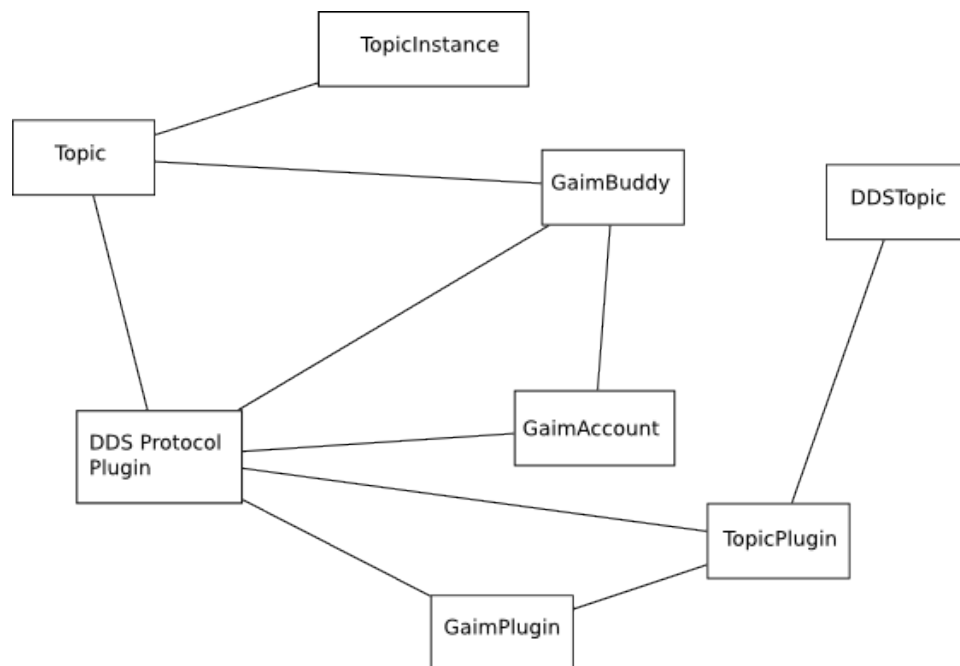 TopicInstance
Topic
GaimBuddy
DDSTopic
GaimAccount
DDS Protocol
Plugin
TopicPlugin
GaimPlugin